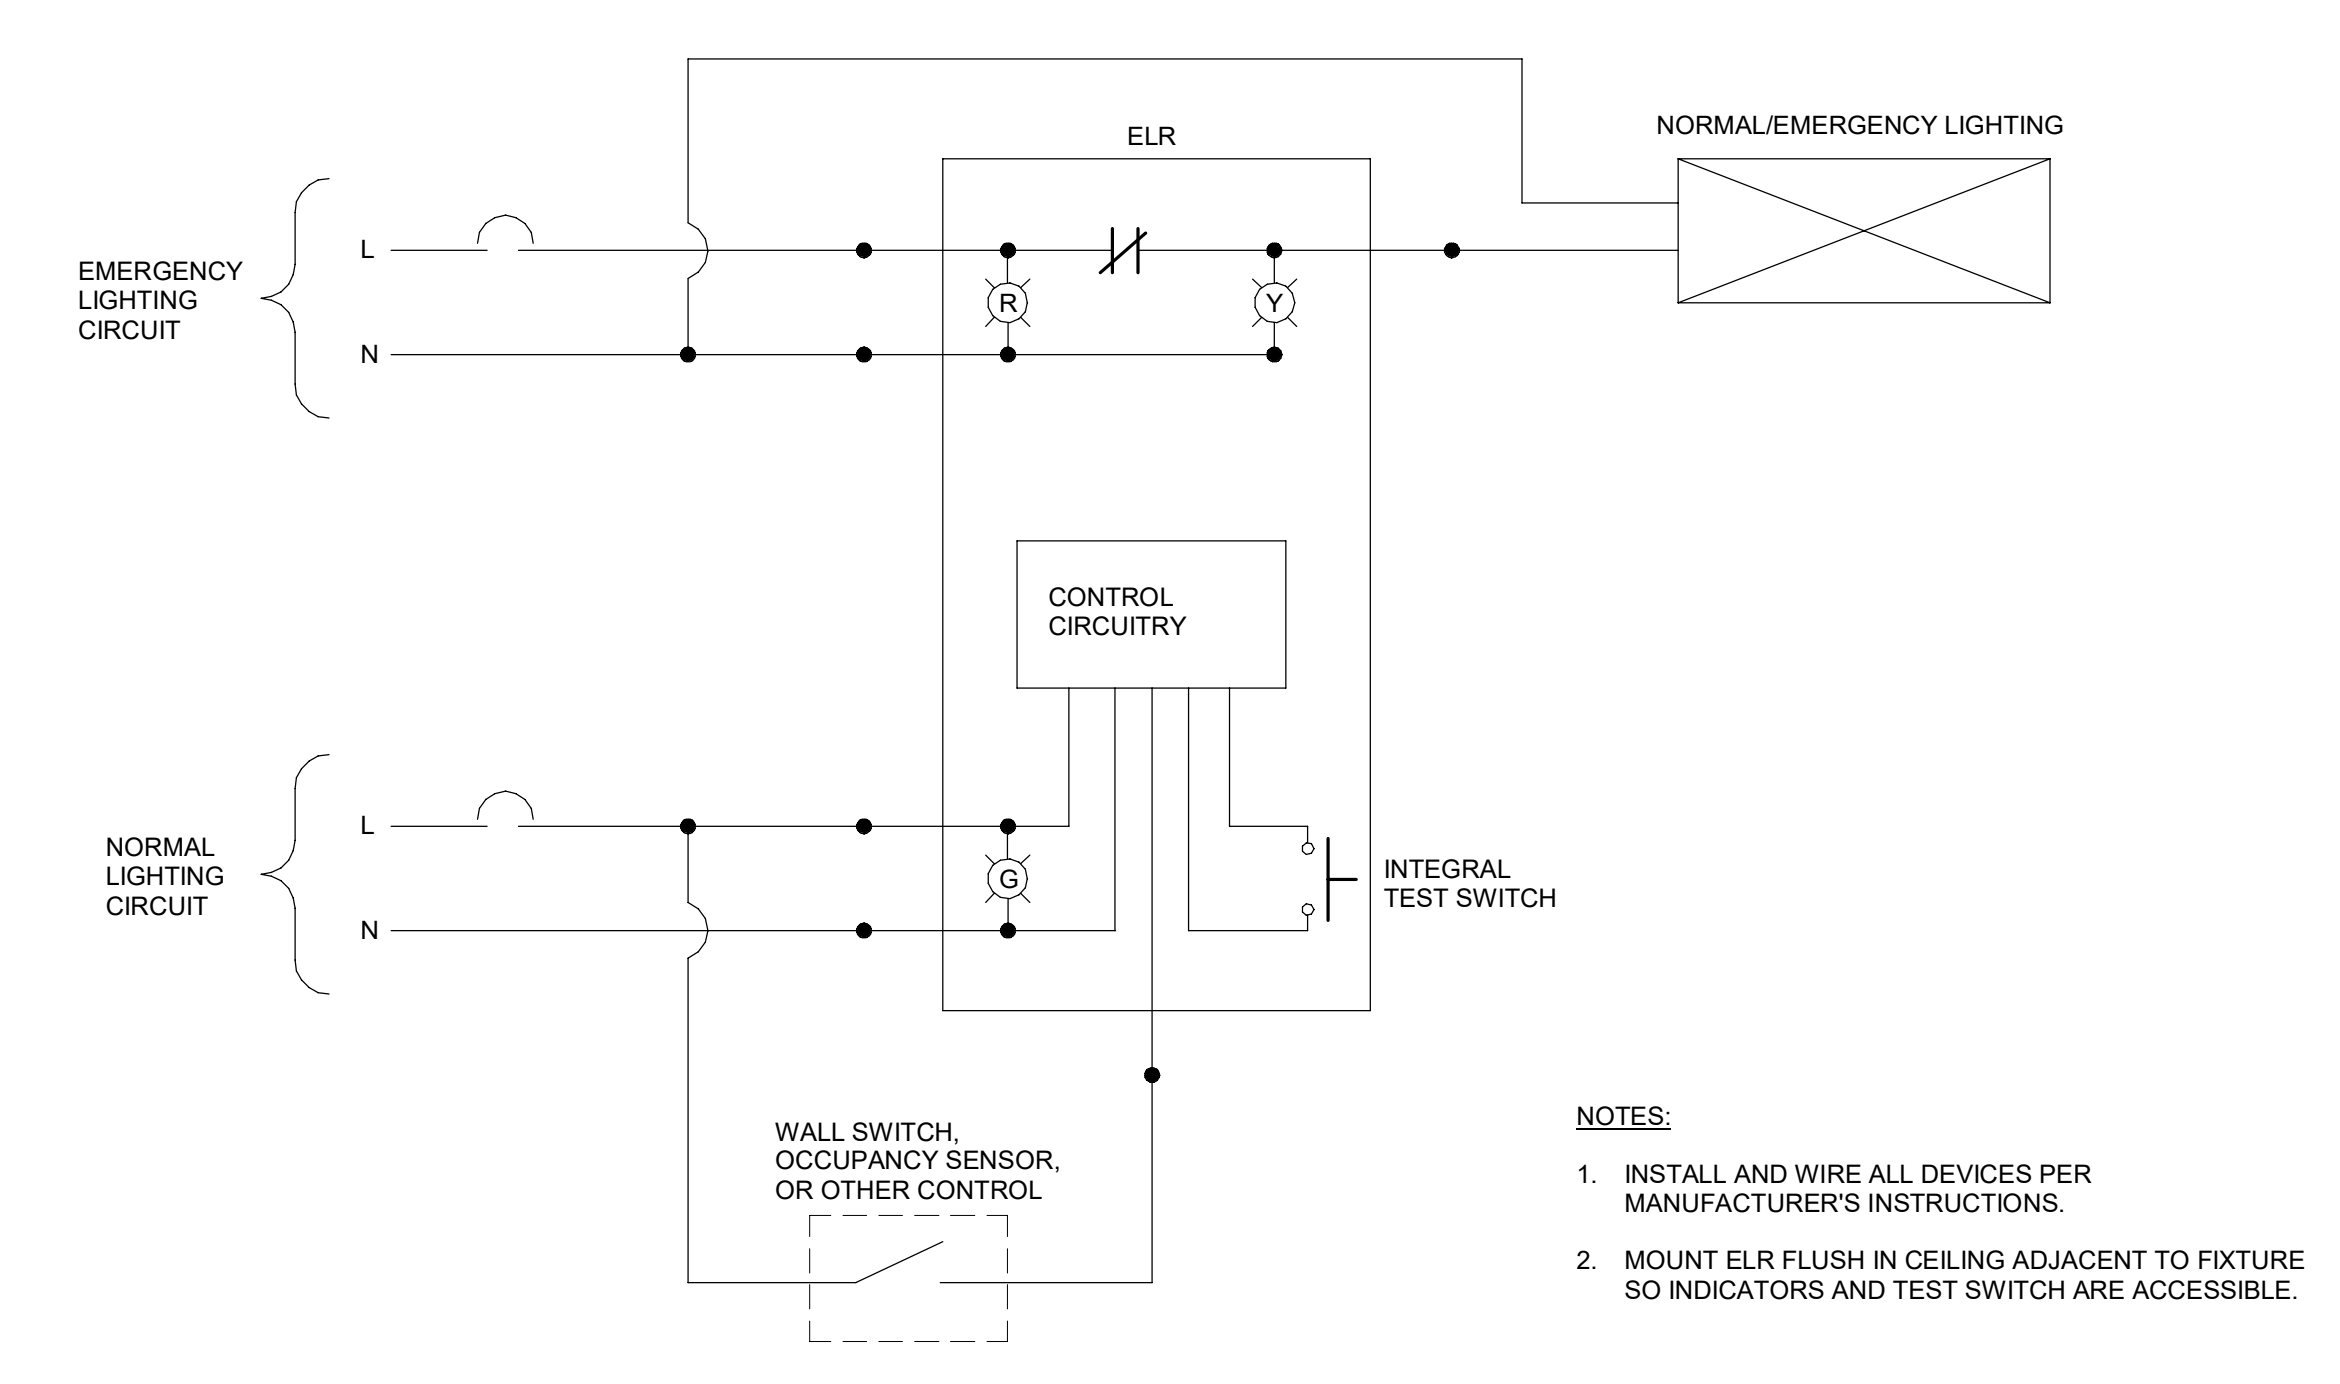 ELR
NORMAL/EMERGENCY LIGHTING
EMERGENCY
LIGHTING
CIRCUIT
L
N
R
Y
CONTROL
CIRCUITRY
NORMAL
LIGHTING
CIRCUIT
L
N
G
INTEGRAL
TEST SWITCH
WALL SWITCH,
OCCUPANCY SENSOR,
OR OTHER CONTROL
NOTES:
1. INSTALL AND WIRE ALL DEVICES PER
MANUFACTURER'S INSTRUCTIONS.
2. MOUNT ELR FLUSH IN CEILING ADJACENT TO FIXTURE
SO INDICATORS AND TEST SWITCH ARE ACCESSIBLE.